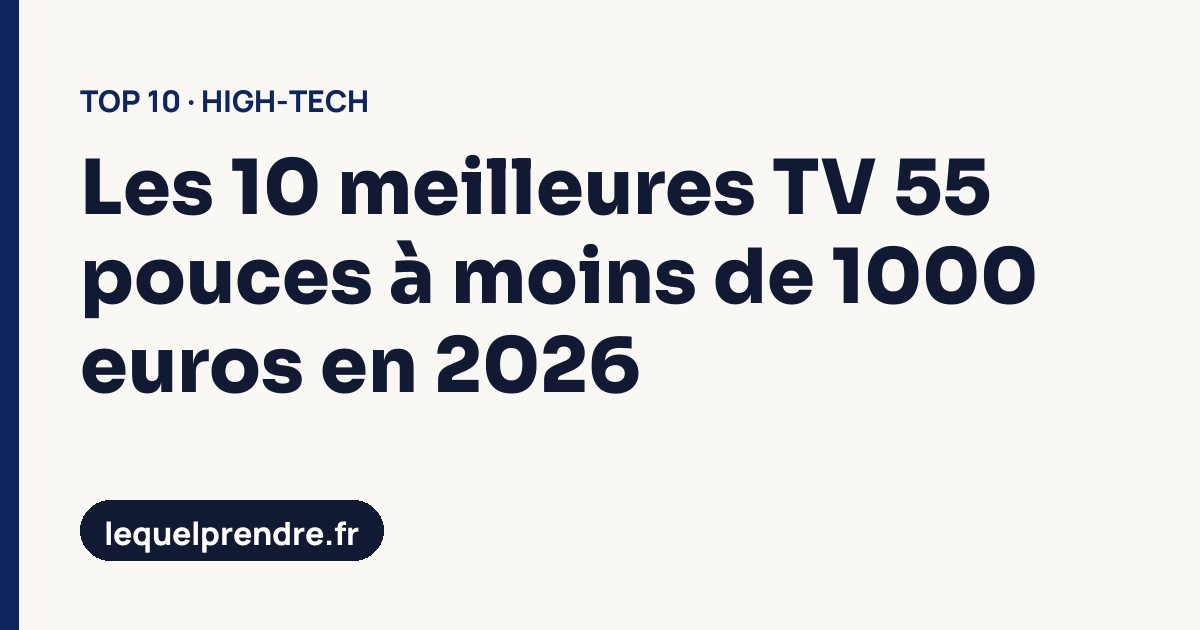 TOP 10 · HIGH-TECH
Les 10 meilleures TV 55
pouces à moins de 1000
euros en 2026
lequelprendre.fr